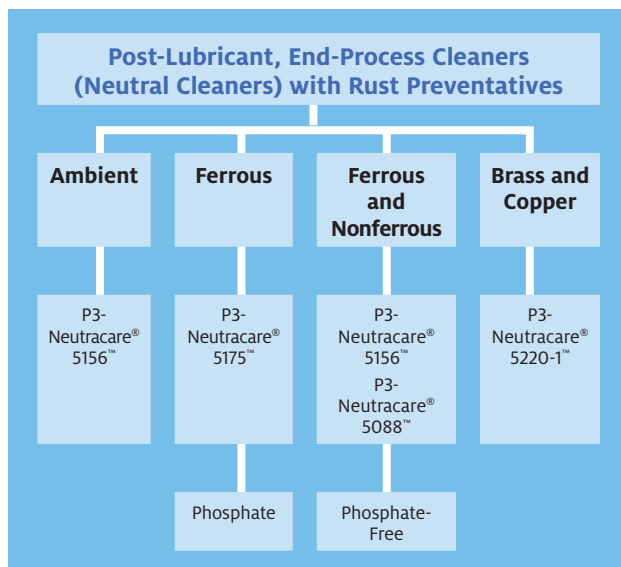 Post-Lubricant, End-Process Cleaners
(Neutral Cleaners) with Rust Preventatives
Ambient
Ferrous
Ferrous
and
Nonferrous
Brass and
Copper
P3-
Neutracare®
5156™
P3-
Neutracare®
5175™
P3-
Neutracare®
5156™
P3-
Neutracare®
5088™
P3-
Neutracare®
5220-1™
Phosphate
Phosphate-
Free